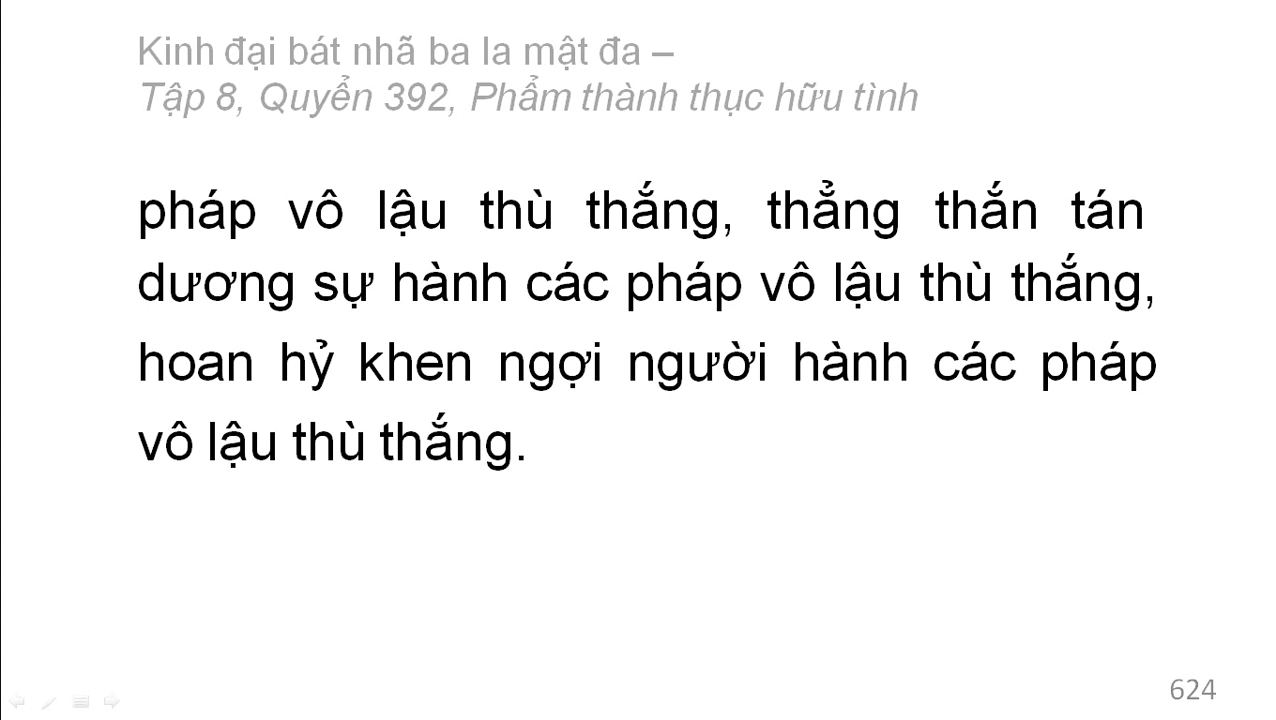 Kinh đại bát nhã ba la mật đa –
Tập 8, Quyển 392, Phẩm thành thục hữu tình
pháp vô lậu thù thắng, thẳng thắn tán
dương sự hành các pháp vô lậu thù thắng,
hoan hỷ khen ngợi người hành các pháp
vô lậu thù thắng.
624